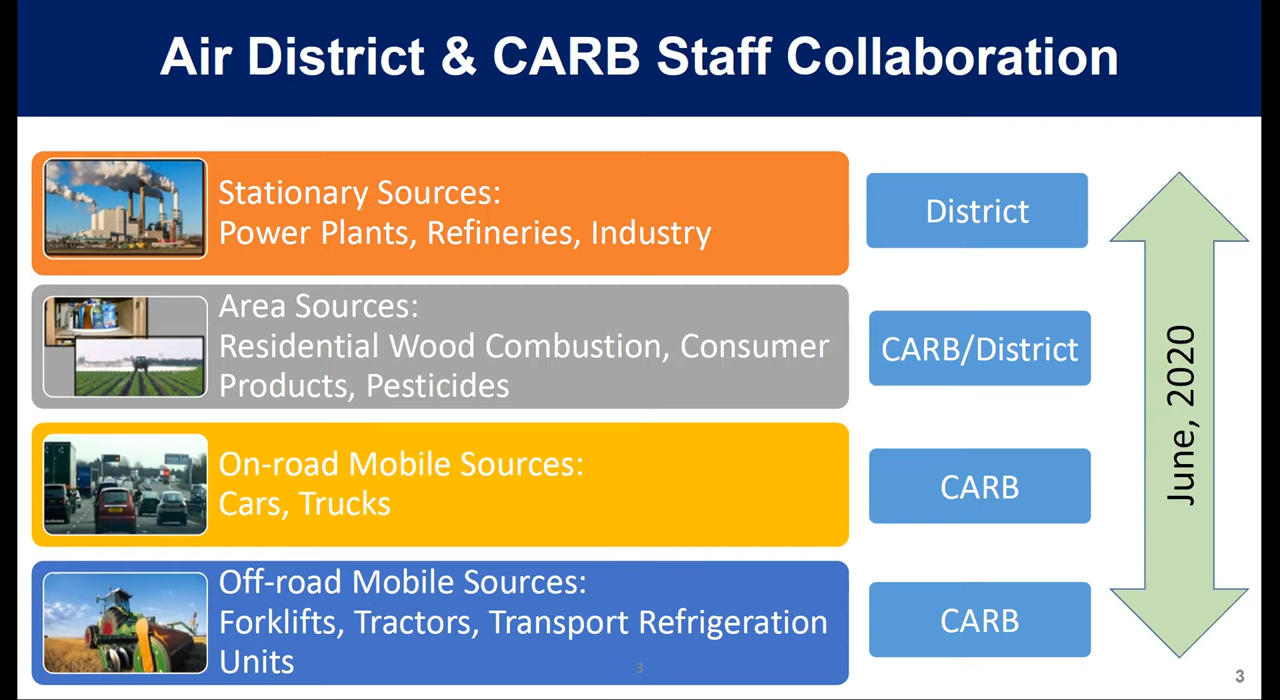 Air District & CARB Staff Collaboration
Stationary Sources:
Power Plants, Refineries, Industry
District
Area Sources:
Residential Wood Combustion, Consumer
Products, Pesticides
CARB/District
On-road Mobile Sources:
Cars, Trucks
CARB
Off-road Mobile Sources:
Forklifts, Tractors, Transport Refrigeration
Units
CARB
June, 2020
3
3